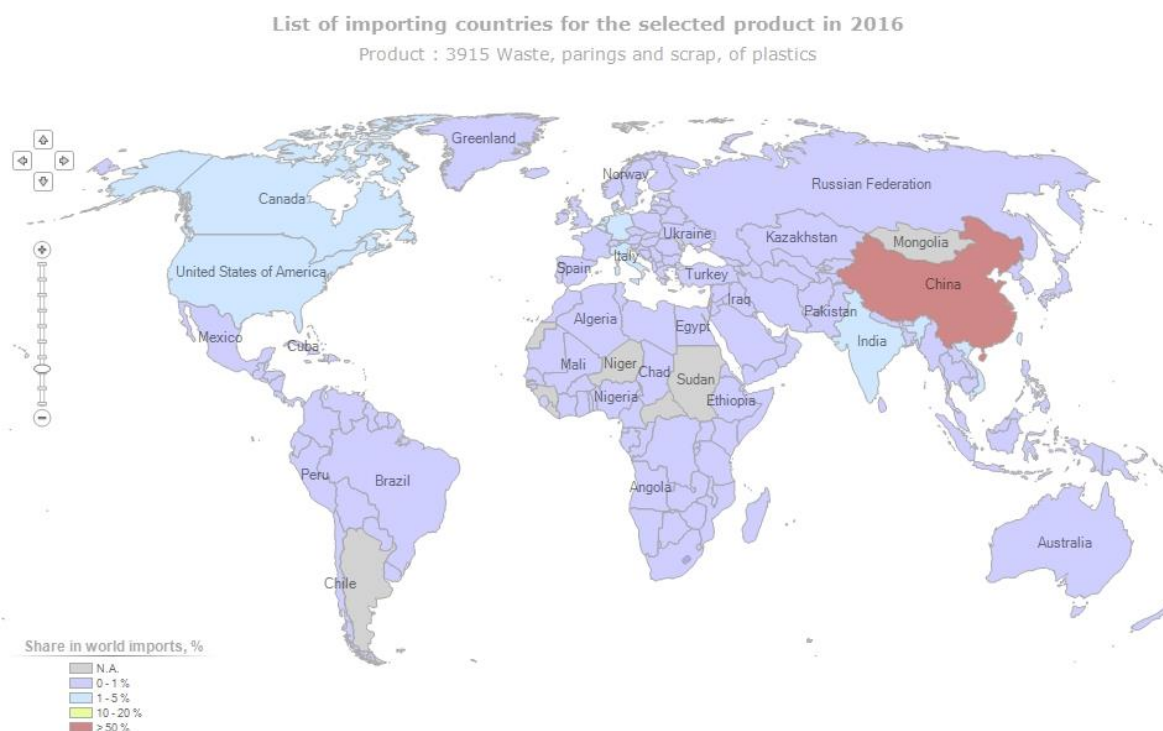 List of importing countries for the selected product in 2016
Product : 3915 Waste, parings and scrap, of plastics
Greenland
Norway
Russian Federation
Canada
Ukraine
Kazakhstan
Mongolia
Italy
United States of America
Spain
Turkey
China
Iraq
Pakistan
Algeria
Egypt
Mexico
India
Cuba
Mali
Niger
Chad
Sudan
Nigeria
Ethiopia
Peru
Brazil
Angola
Australia
Chile
Share in world imports, %
N.A.
0 - 1 %
1 - 5 %
10 - 20 %
> 50 %